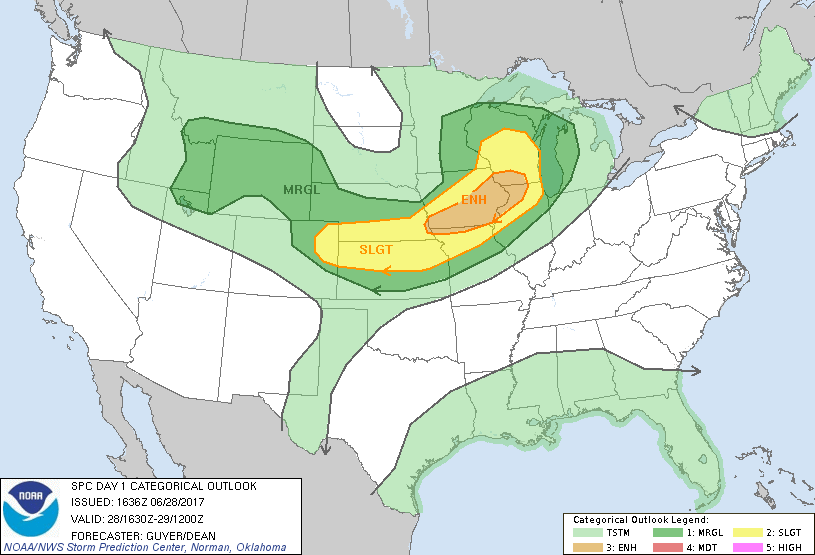 MRGL
ENH
SLGT
NOAA
SPC DAY 1 CATEGORICAL OUTLOOK
ISSUED: 1636Z 06/28/2017
VALID: 28/1630Z-29/1200Z
FORECASTER: GUYER/DEAN
NOAA/NWS Storm Prediction Center, Norman, Oklahoma
Categorical Outlook Legend:
TSTM 1: MRGL 2: SLGT
3: ENH 4: MDT 5: HIGH